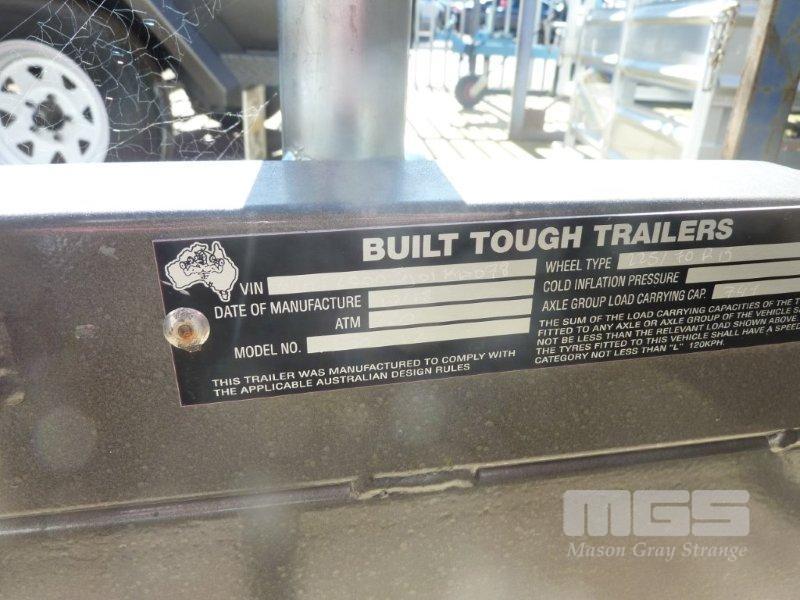 BUILT TOUGH TRAILERS
VIN
DATE OF MANUFACTURE
ATM
MODEL NO.
THIS TRAILER WAS MANUFACTURED TO COMPLY WITH
THE APPLICABLE AUSTRALIAN DESIGN RULES
WHEEL TYPE 225/70 R15
COLD INFLATION PRESSURE
AXLE GROUP LOAD CARRYING CAP. 749
THE SUM OF THE LOAD CARRYING CAPACITIES OF THE
FITTED TO ANY AXLE OR AXLE GROUP OF THE VEHICLE
NOT BE LESS THAN THE RELEVANT LOAD SHOWN ABOVE
THE TYRES FITTED TO THIS VEHICLE SHALL HAVE A SPEED
CATEGORY NOT LESS THAN "L" 120KPH.
MGS
Mason Gray Strange